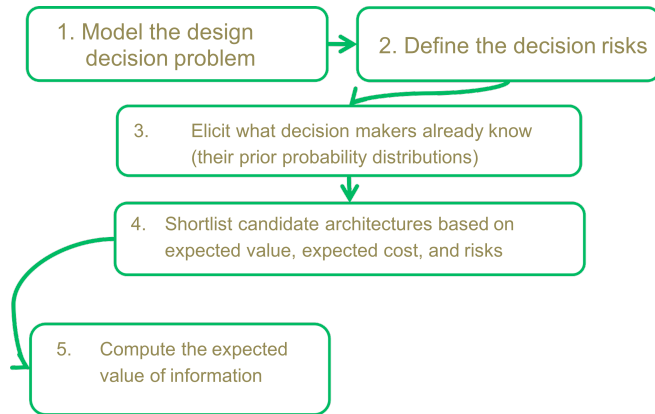 1. Model the design
decision problem
2. Define the decision risks
3. Elicit what decision makers already know
(their prior probability distributions)
4. Shortlist candidate architectures based on
expected value, expected cost, and risks
5. Compute the expected
value of information